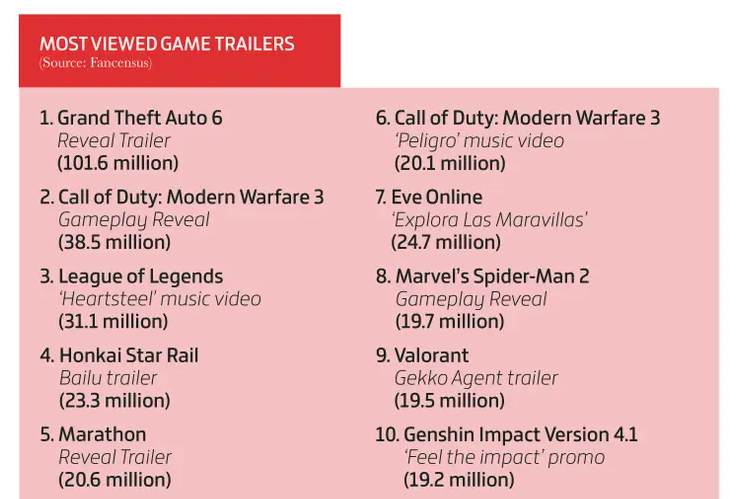 MOST VIEWED GAME TRAILERS
(Source: Fancensus)
1. Grand Theft Auto 6
Reveal Trailer
(101.6 million)
2. Call of Duty: Modern Warfare 3
Gameplay Reveal
(38.5 million)
3. League of Legends
‘Heartsteel’ music video
(31.1 million)
4. Honkai Star Rail
Bailu trailer
(23.3 million)
5. Marathon
Reveal Trailer
(20.6 million)
6. Call of Duty: Modern Warfare 3
‘Peligro’ music video
(20.1 million)
7. Eve Online
‘Explora Las Maravillas’
(24.7 million)
8. Marvel’s Spider-Man 2
Gameplay Reveal
(19.7 million)
9. Valorant
Gekko Agent trailer
(19.5 million)
10. Genshin Impact Version 4.1
‘Feel the impact’ promo
(19.2 million)